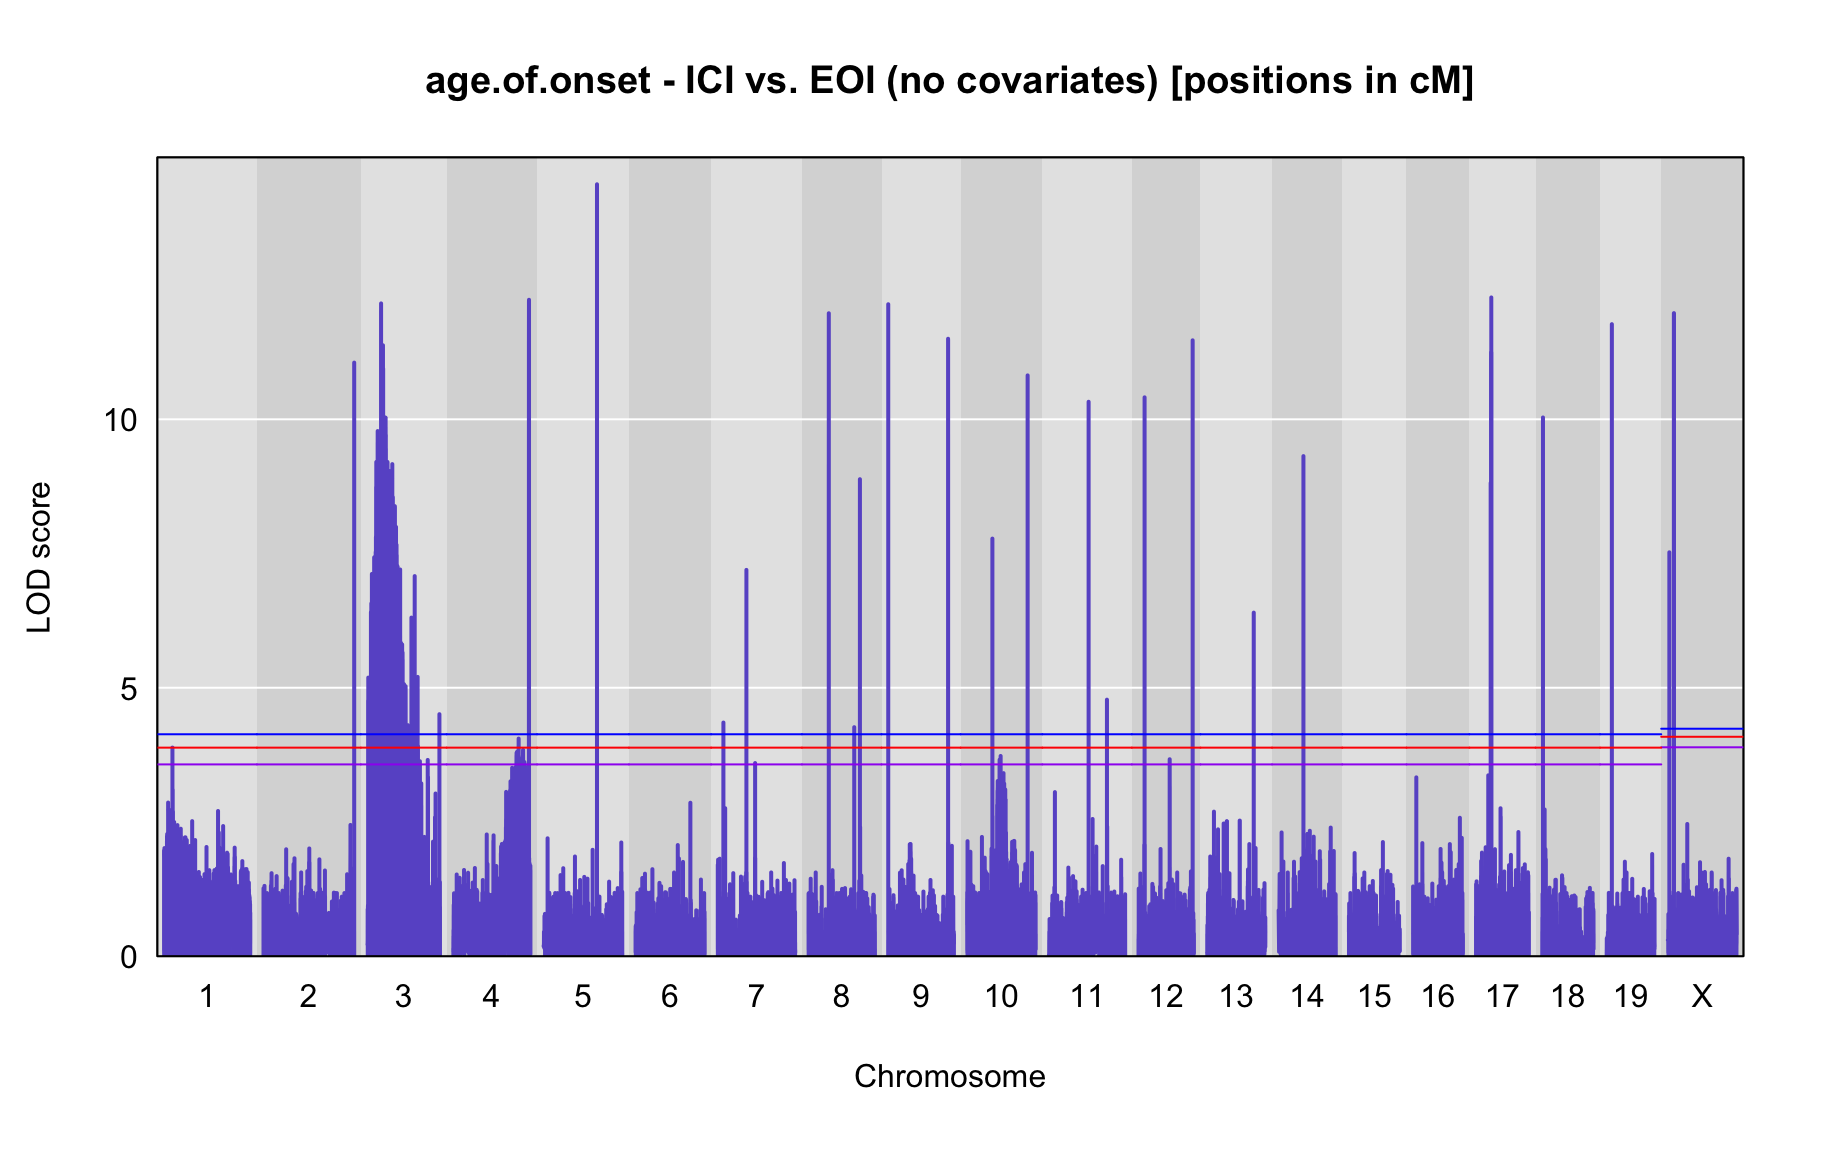 age.of.onset - ICI vs. EOI (no covariates) [positions in cM]
LOD score
10
5
0
1 2 3 4 5 6 7 8 9 10 11 12 13 14 15 16 17 18 19 X
Chromosome